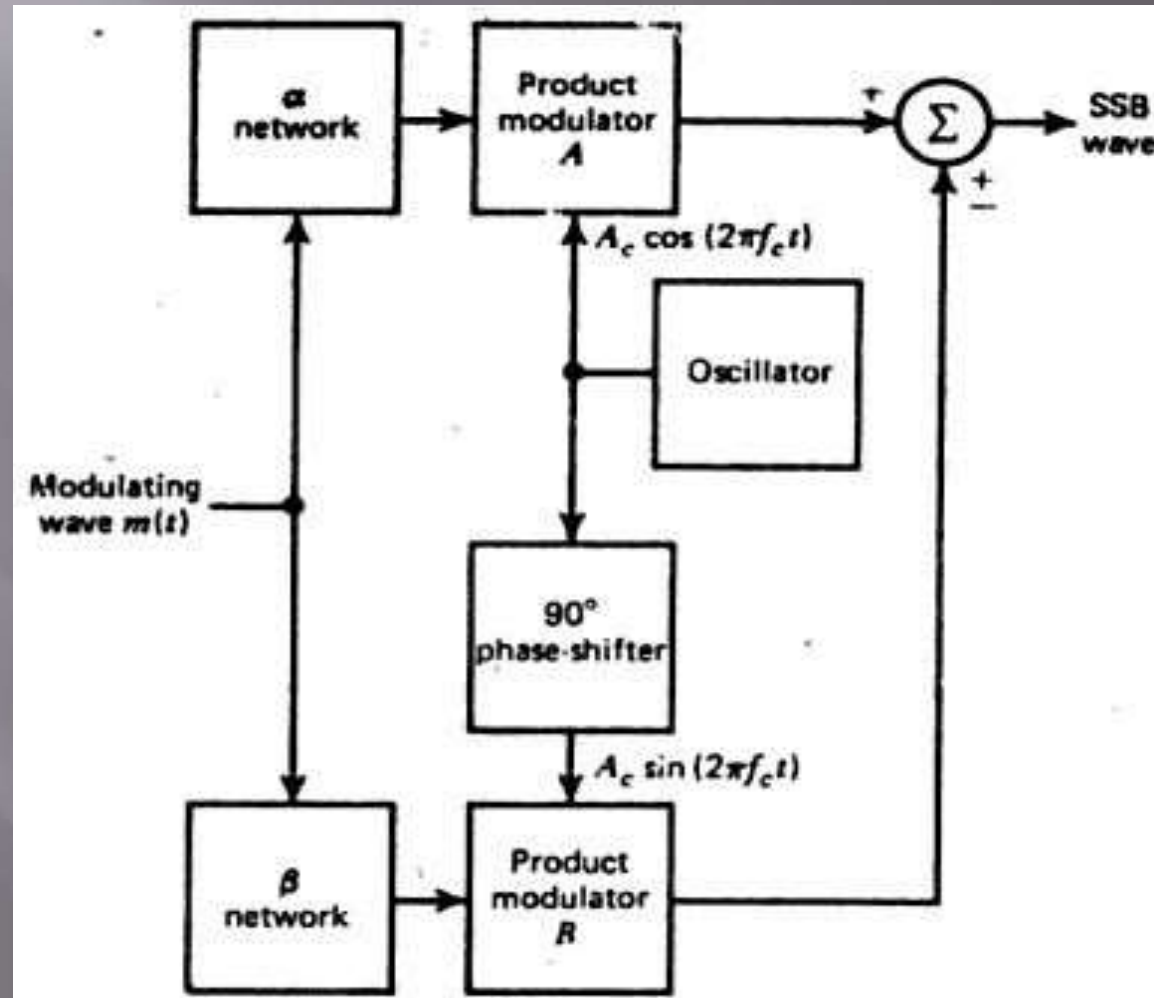 α
network
Product
modulator
A
+
Σ
SSB
wave
+
−
A_c cos (2πf_c t)
Oscillator
Modulating
wave m(t)
90°
phase-shifter
A_c sin (2πf_c t)
β
network
Product
modulator
B